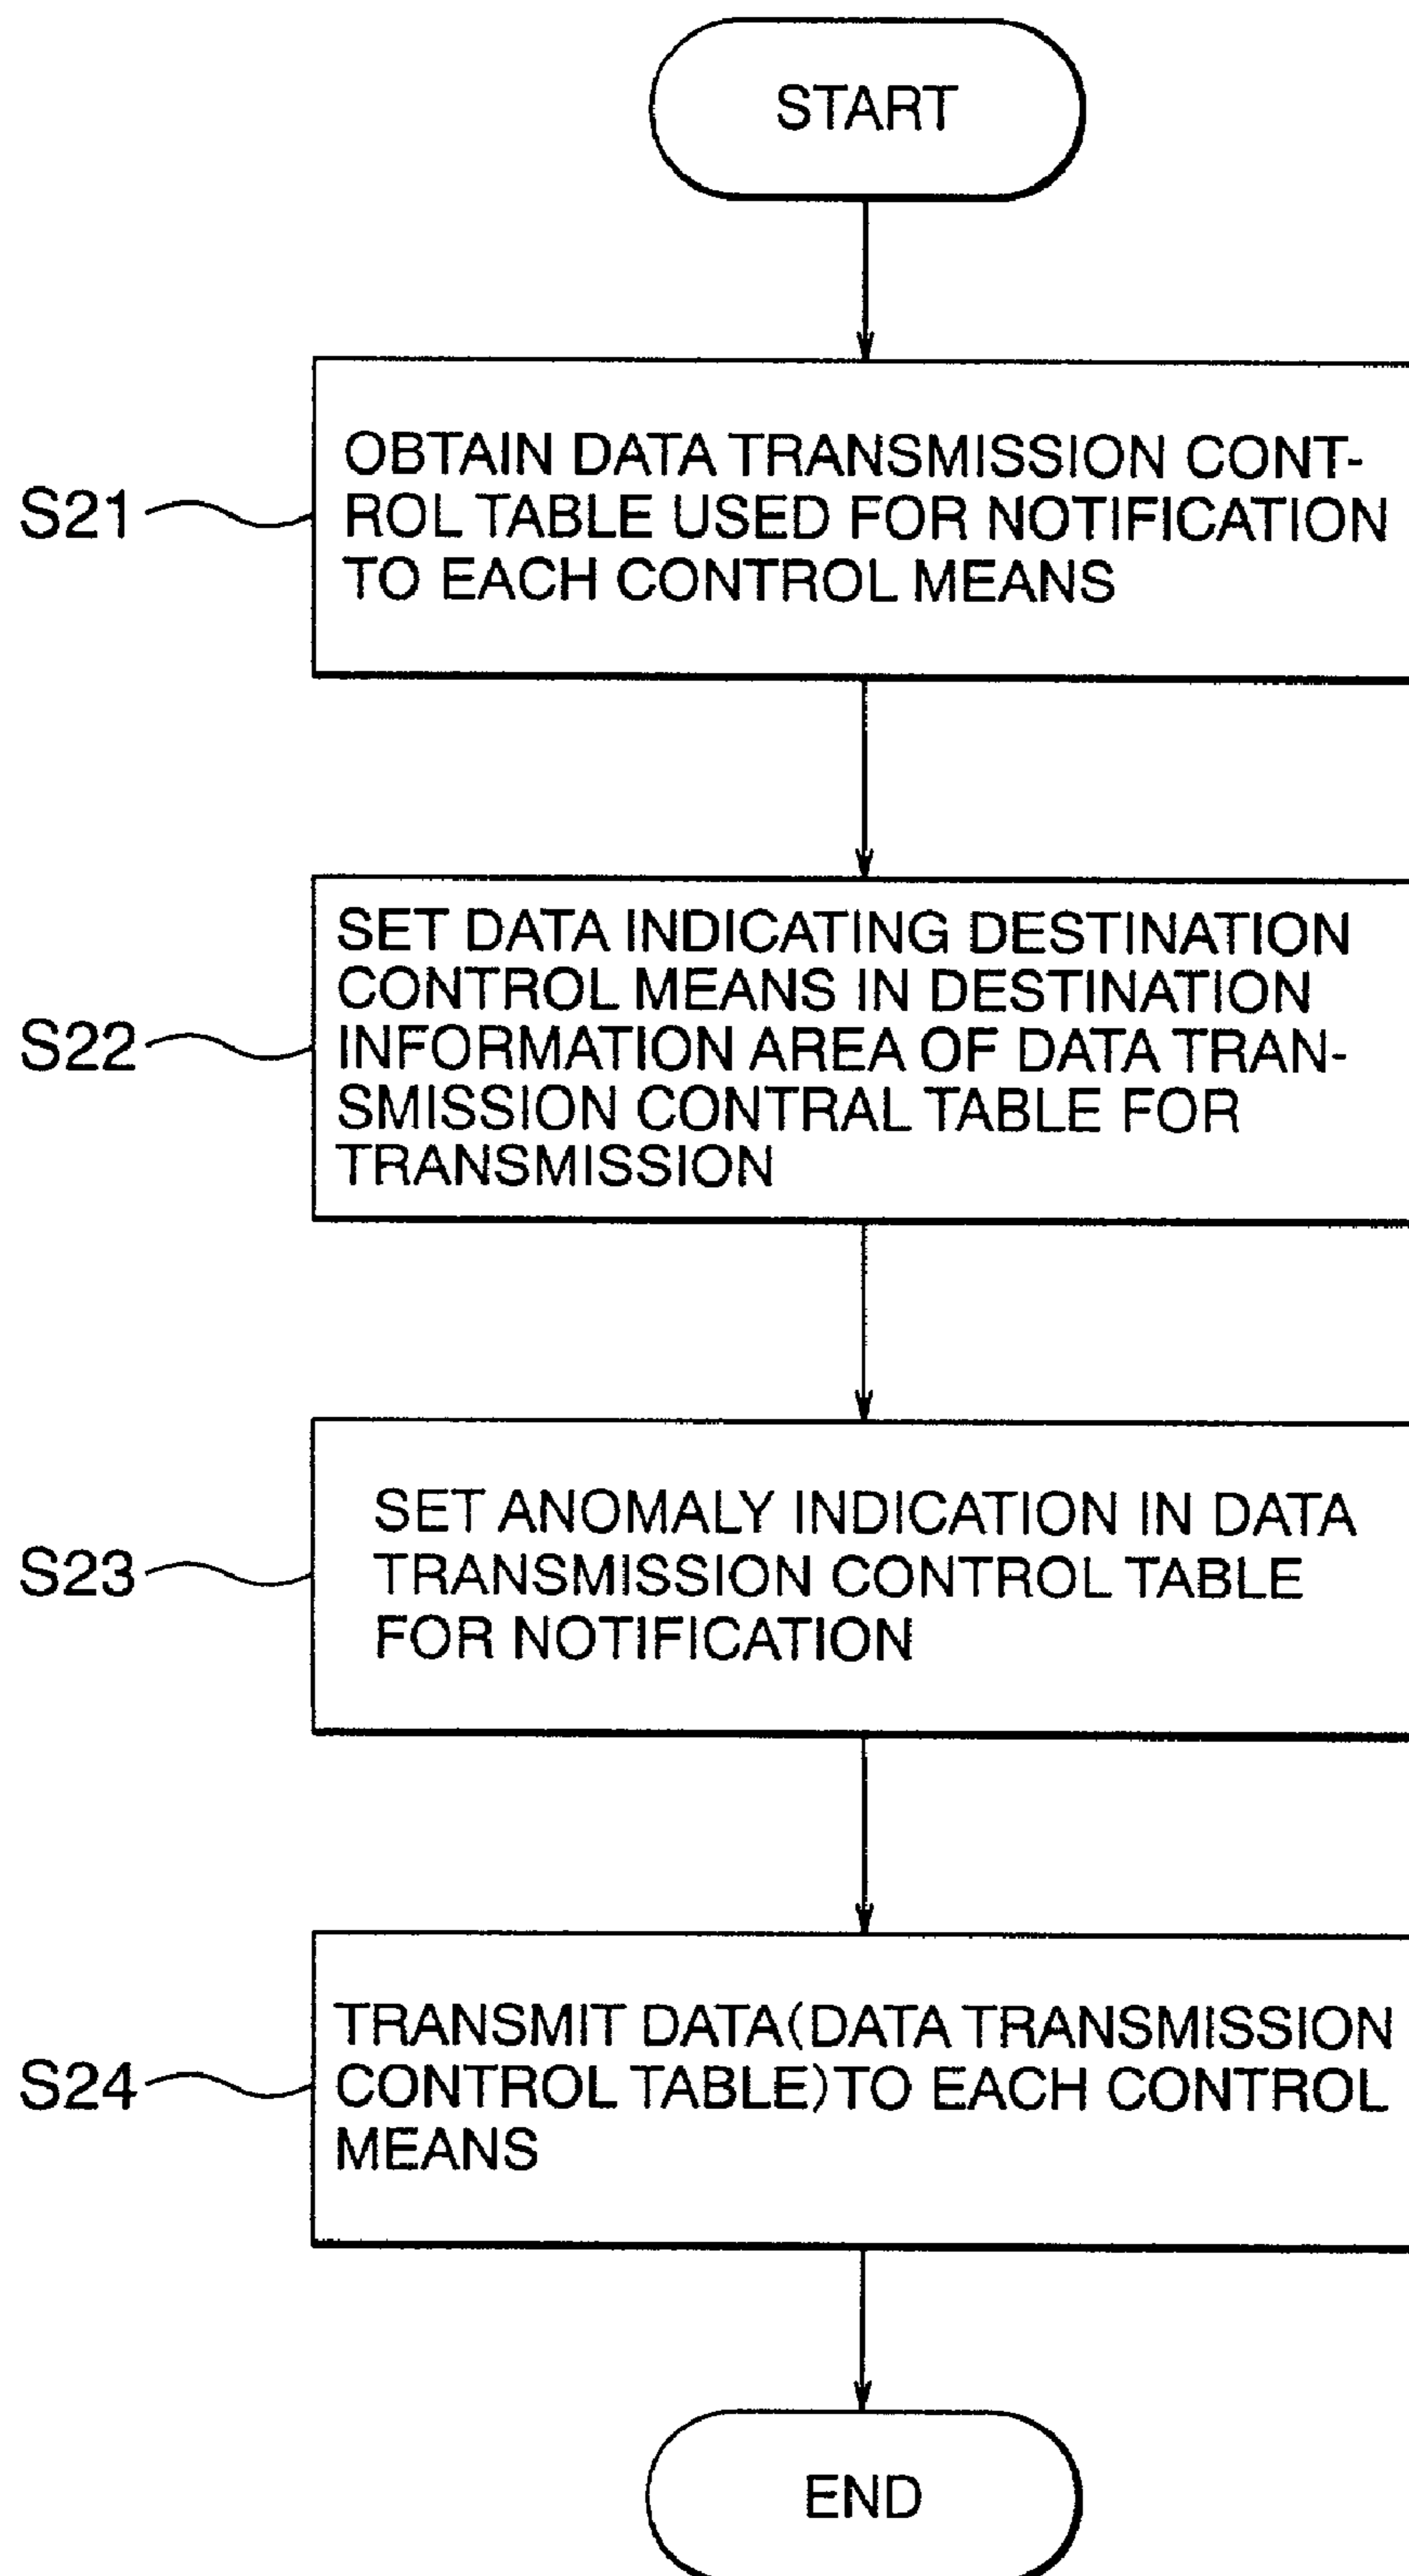 START
S21
OBTAIN DATA TRANSMISSION CONT-
ROL TABLE USED FOR NOTIFICATION
TO EACH CONTROL MEANS
S22
SET DATA INDICATING DESTINATION
CONTROL MEANS IN DESTINATION
INFORMATION AREA OF DATA TRAN-
SMISSION CONTRAL TABLE FOR
TRANSMISSION
S23
SET ANOMALY INDICATION IN DATA
TRANSMISSION CONTROL TABLE
FOR NOTIFICATION
S24
TRANSMIT DATA(DATA TRANSMISSION
CONTROL TABLE)TO EACH CONTROL
MEANS
END